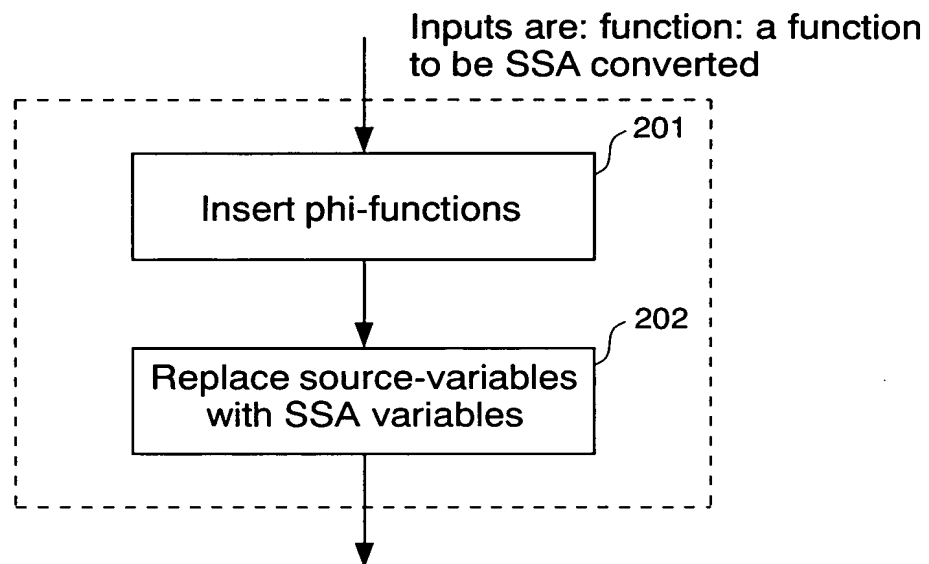 Inputs are: function: a function
to be SSA converted
201
Insert phi-functions
202
Replace source-variables
with SSA variables